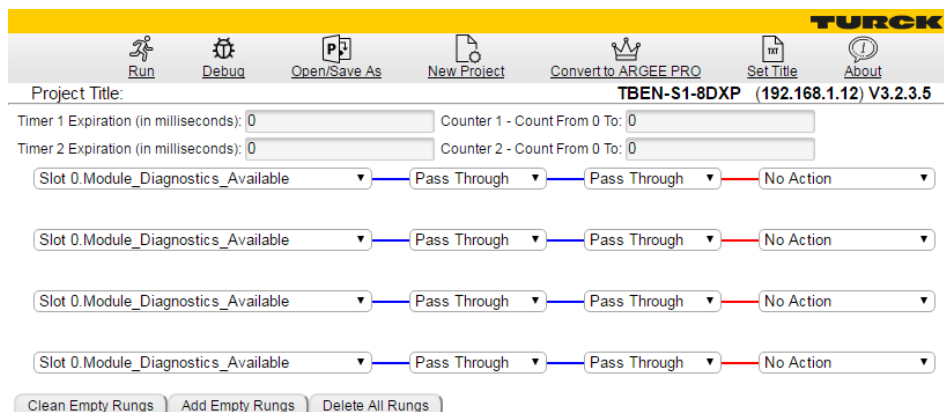 TURCK
Run Debug Open/Save As New Project Convert to ARGEE PRO Set Title About
Project Title: TBEN-S1-8DXP (192.168.1.12) V3.2.3.5
Timer 1 Expiration (in milliseconds): 0 Counter 1 - Count From 0 To: 0
Timer 2 Expiration (in milliseconds): 0 Counter 2 - Count From 0 To: 0
Slot 0.Module_Diagnostics_Available Pass Through Pass Through No Action
Slot 0.Module_Diagnostics_Available Pass Through Pass Through No Action
Slot 0.Module_Diagnostics_Available Pass Through Pass Through No Action
Slot 0.Module_Diagnostics_Available Pass Through Pass Through No Action
Clean Empty Rungs Add Empty Rungs Delete All Rungs